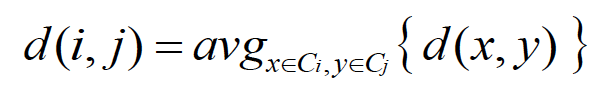 d(i, j) = avg_{x∈C_i, y∈C_j} { d(x, y) }